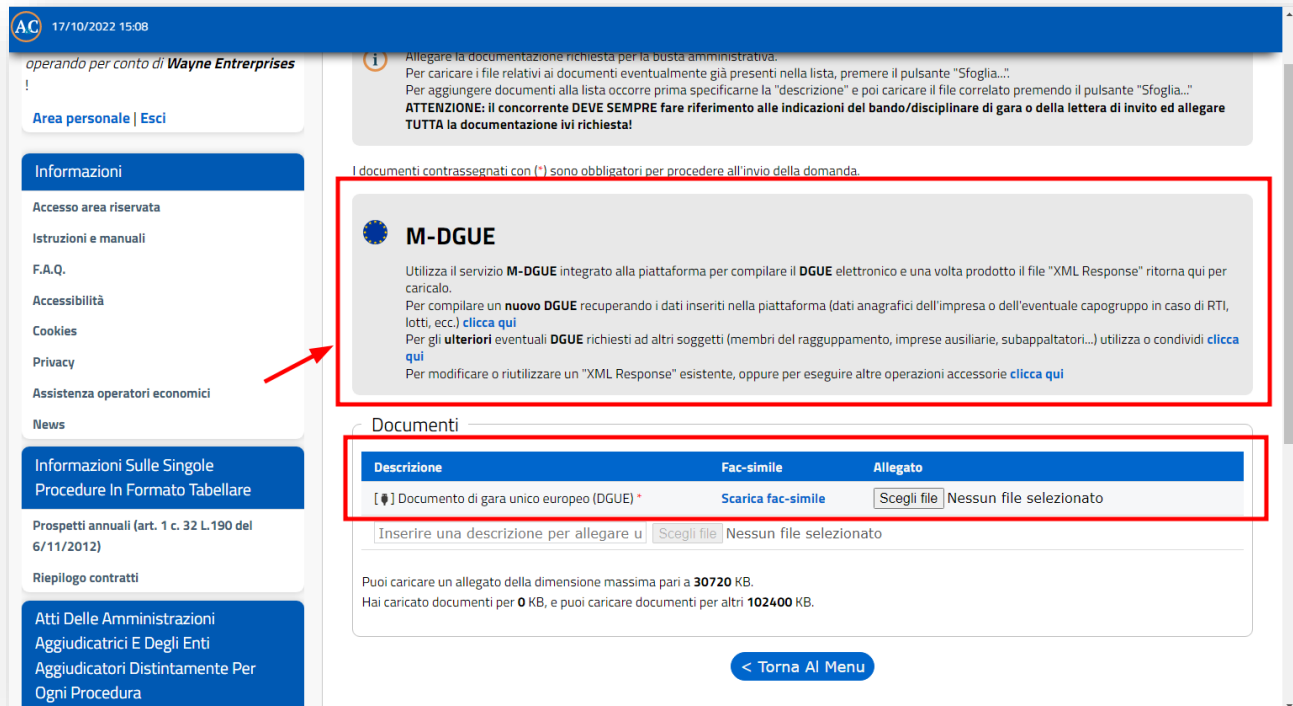 AC 17/10/2022 15:08
operando per conto di Wayne Entrerprises
!
Area personale | Esci
Informazioni
Accesso area riservata
Istruzioni e manuali
F.A.Q.
Accessibilità
Cookies
Privacy
Assistenza operatori economici
News
Informazioni Sulle Singole
Procedure In Formato Tabellare
Prospetti annuali (art. 1 c. 32 L.190 del
6/11/2012)
Riepilogo contratti
Atti Delle Amministrazioni
Aggiudicatrici E Degli Enti
Aggiudicatori Distintamente Per
Ogni Procedura
i
Allegare la documentazione richiesta per la busta amministrativa.
Per caricare i file relativi ai documenti eventualmente già presenti nella lista, premere il pulsante "Sfoglia...".
Per aggiungere documenti alla lista occorre prima specificarne la "descrizione" e poi caricare il file correlato premendo il pulsante "Sfoglia..."
ATTENZIONE: il concorrente DEVE SEMPRE fare riferimento alle indicazioni del bando/disciplinare di gara o della lettera di invito ed allegare
TUTTA la documentazione ivi richiesta!
I documenti contrassegnati con (*) sono obbligatori per procedere all'invio della domanda.
M-DGUE
Utilizza il servizio M-DGUE integrato alla piattaforma per compilare il DGUE elettronico e una volta prodotto il file "XML Response" ritorna qui per
caricalo.
Per compilare un nuovo DGUE recuperando i dati inseriti nella piattaforma (dati anagrafici dell'impresa o dell'eventuale capogruppo in caso di RTI,
lotti, ecc.) clicca qui
Per gli ulteriori eventuali DGUE richiesti ad altri soggetti (membri del ragguppamento, imprese ausiliarie, subappaltatori...) utilizza o condividi clicca
qui
Per modificare o riutilizzare un "XML Response" esistente, oppure per eseguire altre operazioni accessorie clicca qui
Documenti
Descrizione Fac-simile Allegato
[ ] Documento di gara unico europeo (DGUE) * Scarica fac-simile Scegli file Nessun file selezionato
Inserire una descrizione per allegare u Scegli file Nessun file selezionato
Puoi caricare un allegato della dimensione massima pari a 30720 KB.
Hai caricato documenti per 0 KB, e puoi caricare documenti per altri 102400 KB.
< Torna Al Menu